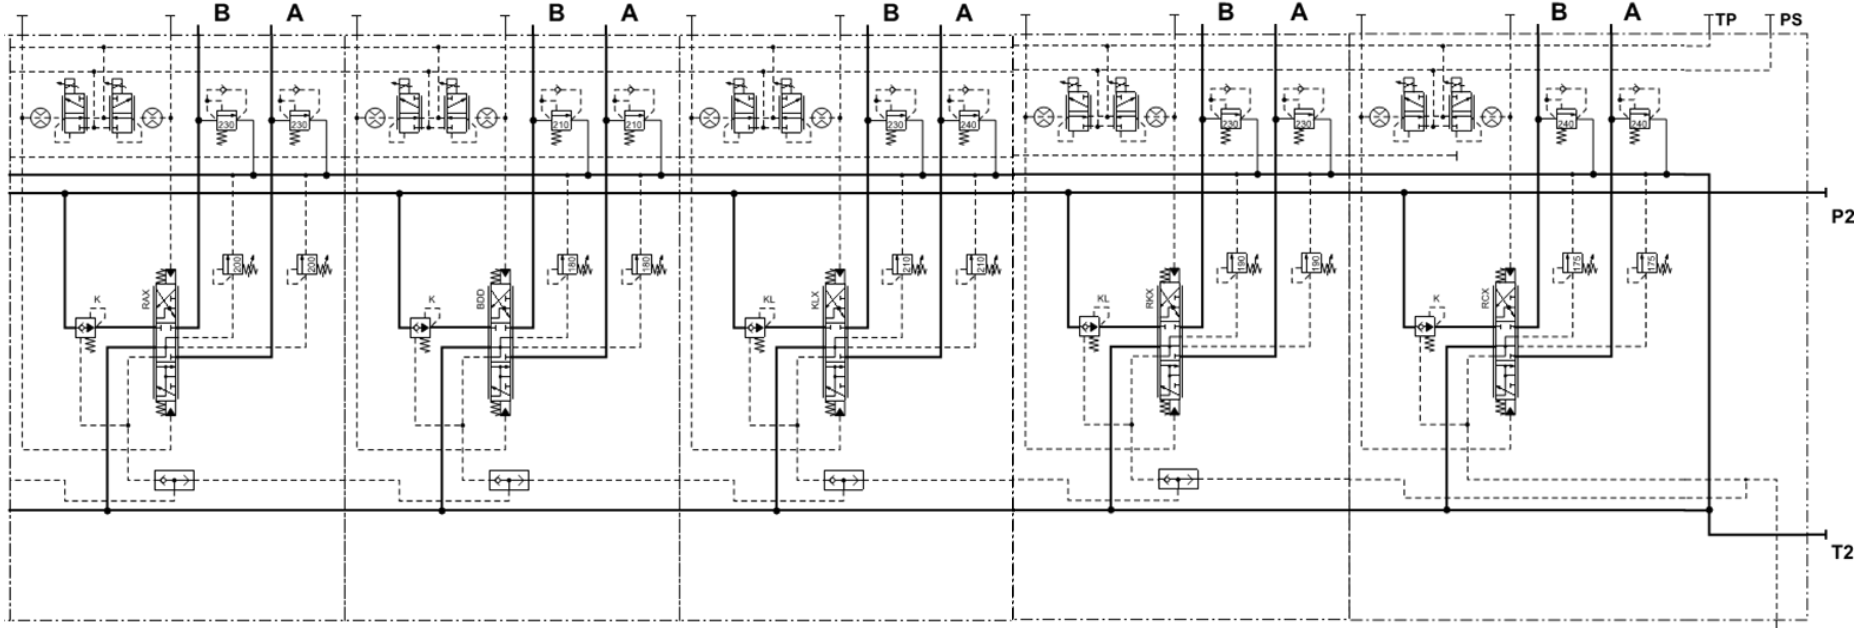 B A B A B A B A B A TP PS
230 230 210 210 230 240 230 230 240 240
P2
200 200 180 180 210 210 190 190 175 175
RAX BDD KLX RKX RCX
K K KL KL K
T2